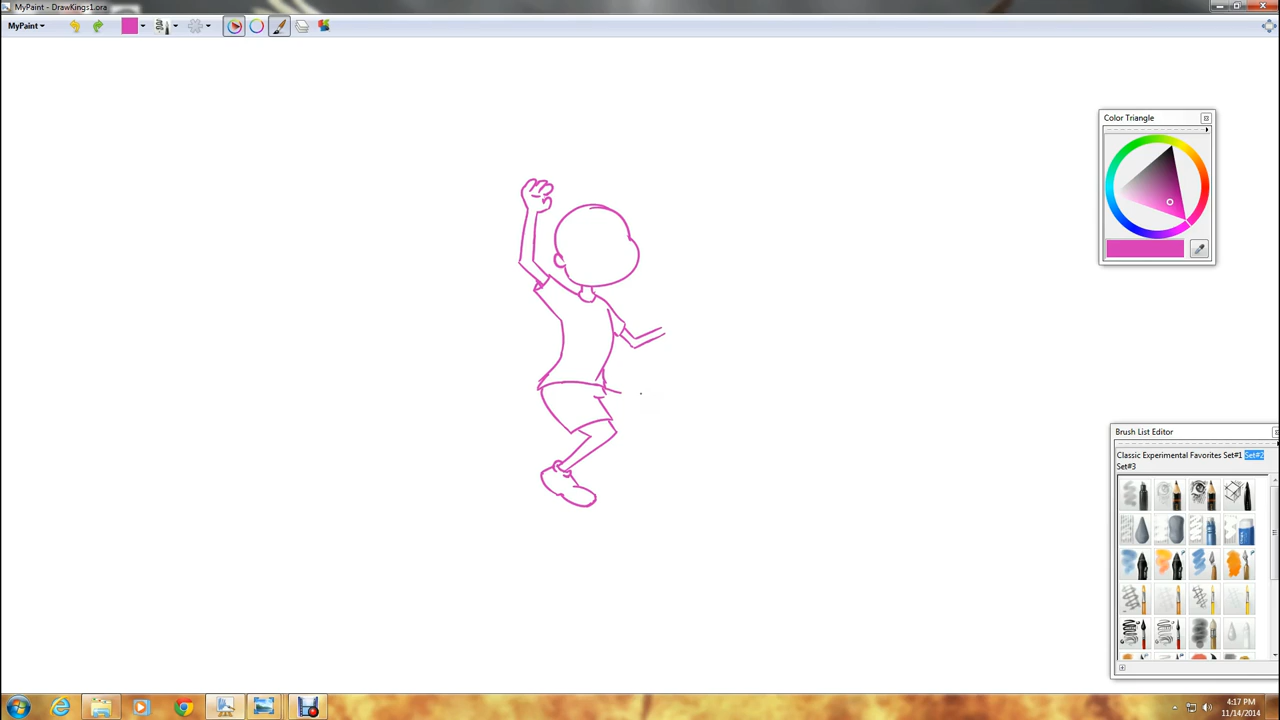 MyPaint - DrawKings1.ora
MyPaint
Color Triangle
Brush List Editor
Classic Experimental Favorites Set#1 Set#2
Set#3
4:17 PM
11/14/2014